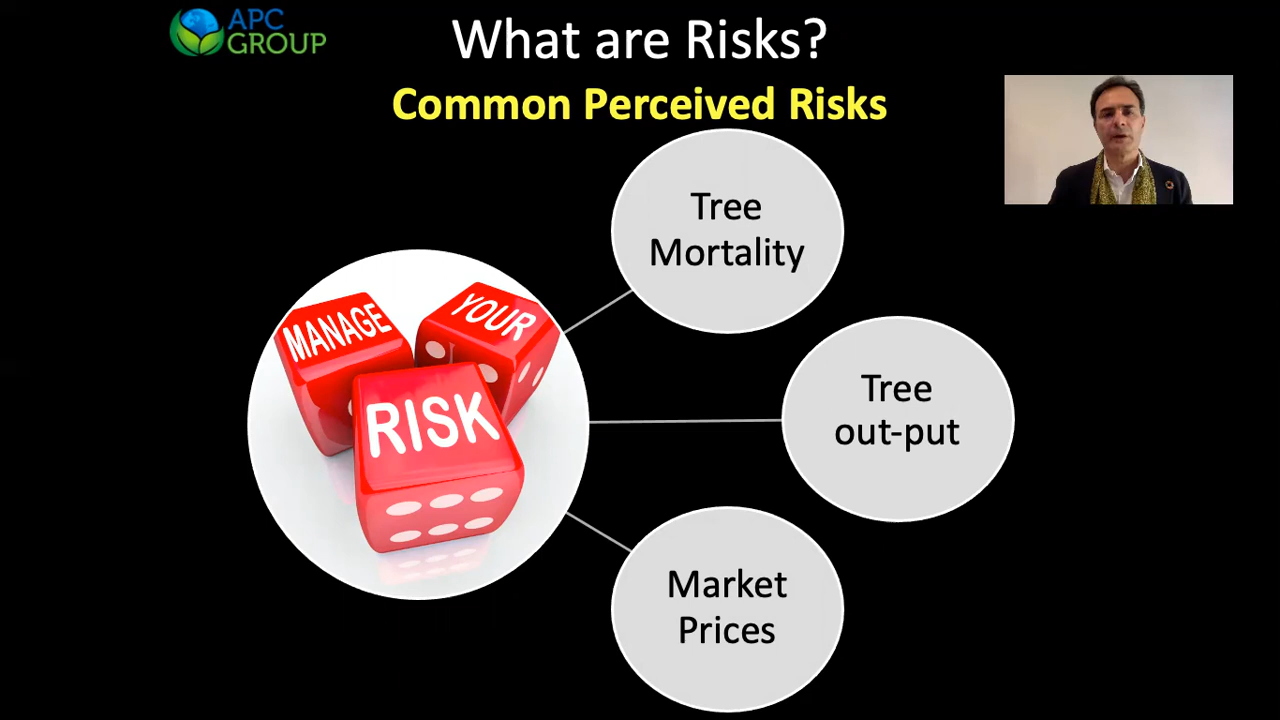 APC
GROUP
What are Risks?
Common Perceived Risks
Tree
Mortality
MANAGE
YOUR
RISK
Tree
out-put
Market
Prices